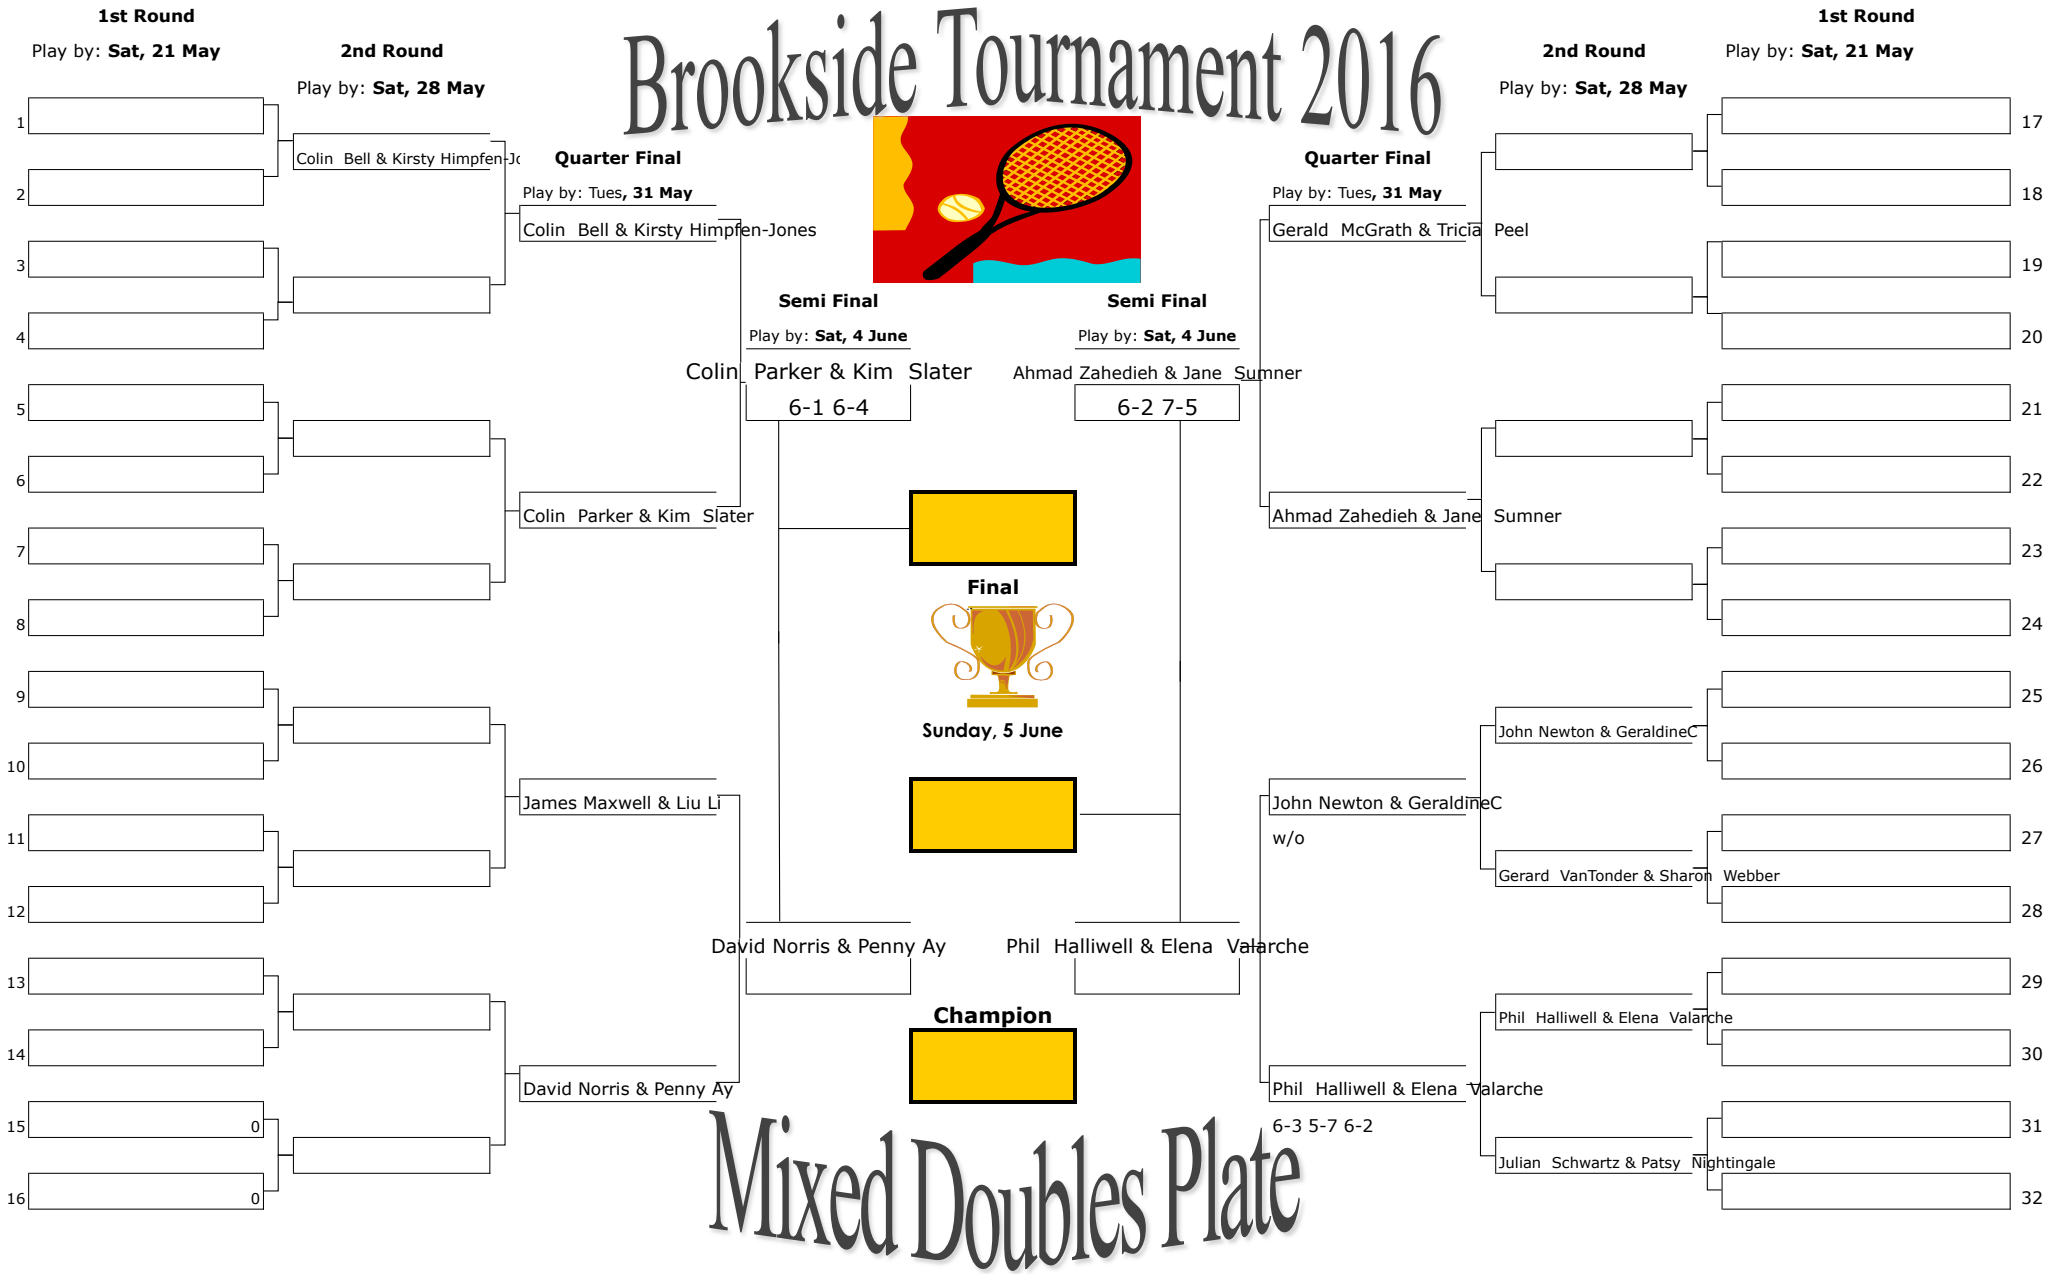 Brookside Tournament 2016
1st Round
Play by: Sat, 21 May
2nd Round
Play by: Sat, 28 May
Quarter Final
Play by: Tues, 31 May
Semi Final
Play by: Sat, 4 June
Semi Final
Play by: Sat, 4 June
Quarter Final
Play by: Tues, 31 May
2nd Round
Play by: Sat, 28 May
1st Round
Play by: Sat, 21 May
1
2
3
4
5
6
7
8
9
10
11
12
13
14
15 0
16 0
Colin Bell & Kirsty Himpfen-Jo
Colin Bell & Kirsty Himpfen-Jones
Colin Parker & Kim Slater
James Maxwell & Liu Li
David Norris & Penny Ay
Colin Parker & Kim Slater
6-1 6-4
David Norris & Penny Ay
Final
Sunday, 5 June
Champion
Ahmad Zahedieh & Jane Sumner
6-2 7-5
Phil Halliwell & Elena Valarche
Gerald McGrath & Tricia Peel
Ahmad Zahedieh & Jane Sumner
John Newton & GeraldineC
w/o
Phil Halliwell & Elena Valarche
6-3 5-7 6-2
John Newton & GeraldineC
Gerard VanTonder & Sharon Webber
Phil Halliwell & Elena Valarche
Julian Schwartz & Patsy Nightingale
17
18
19
20
21
22
23
24
25
26
27
28
29
30
31
32
Mixed Doubles Plate